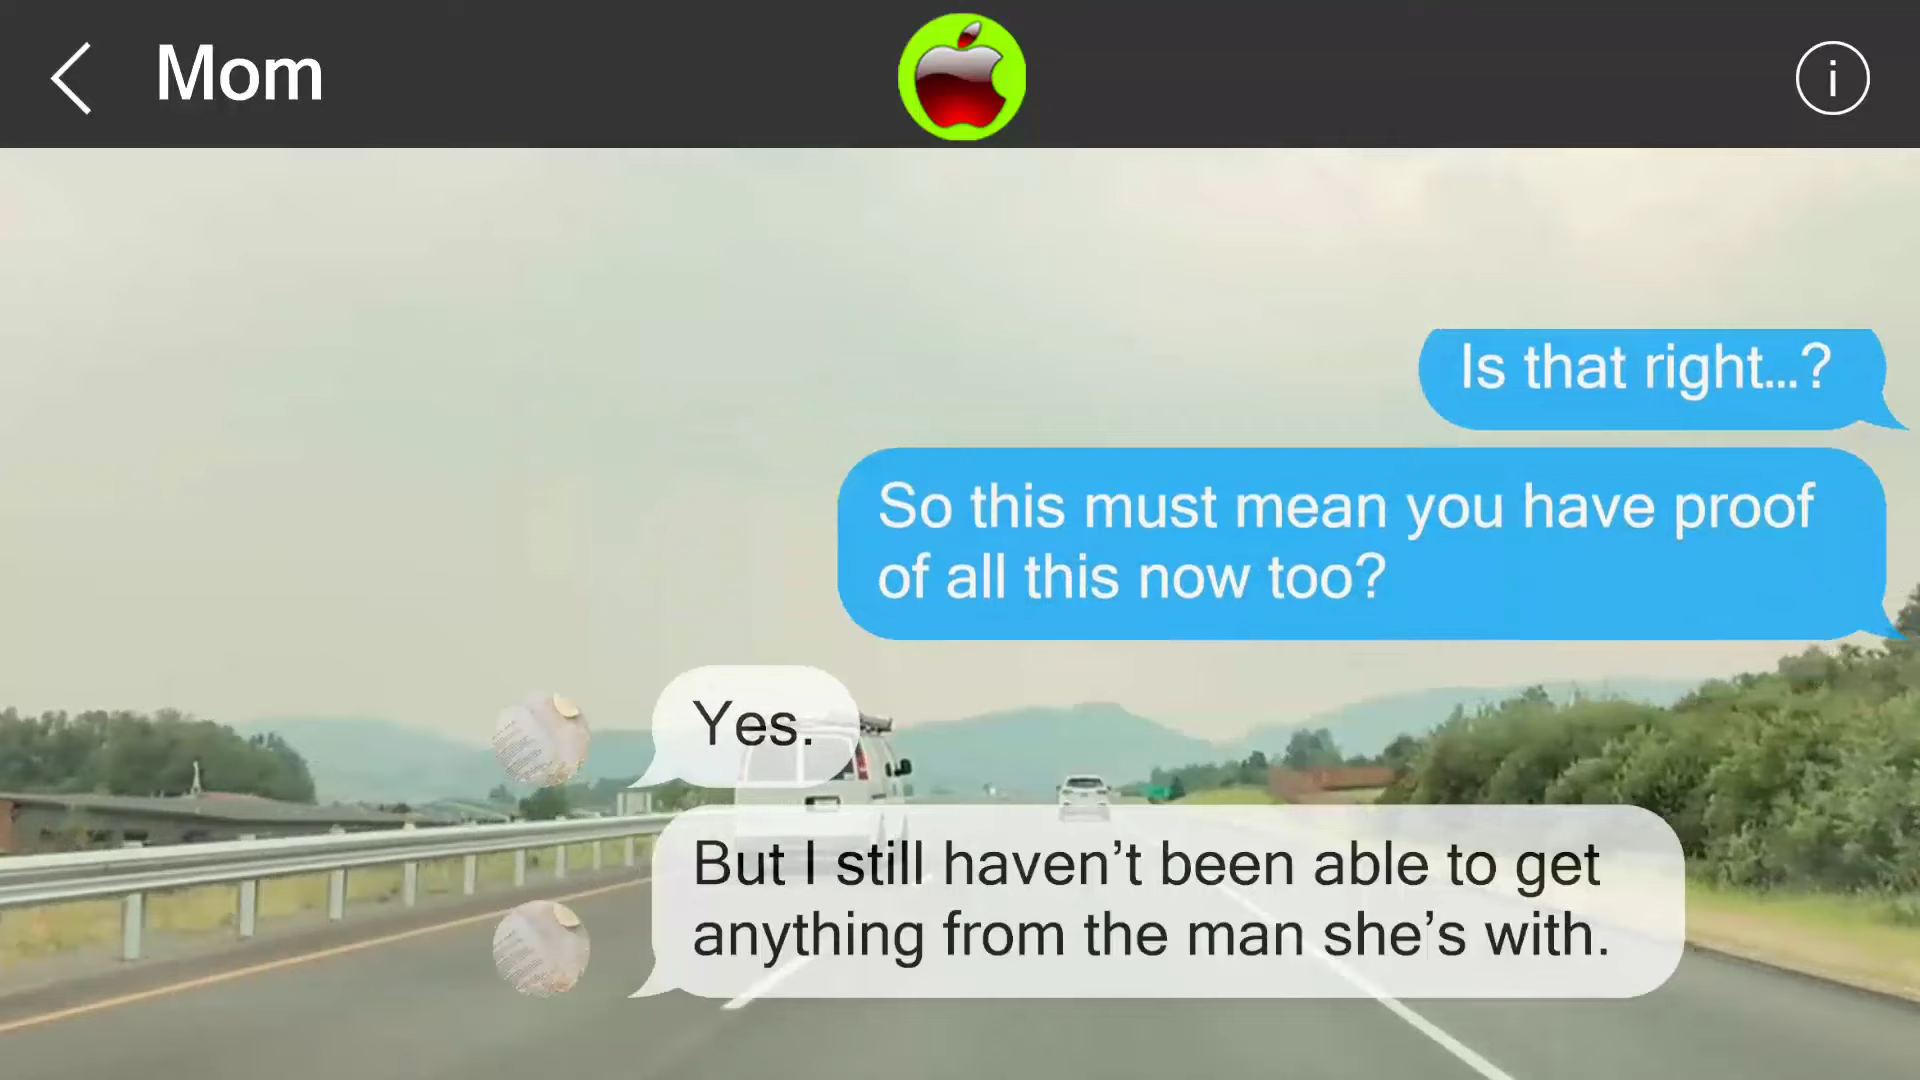 Mom
i
Is that right...?
So this must mean you have proof
of all this now too?
Yes.
But I still haven’t been able to get
anything from the man she’s with.